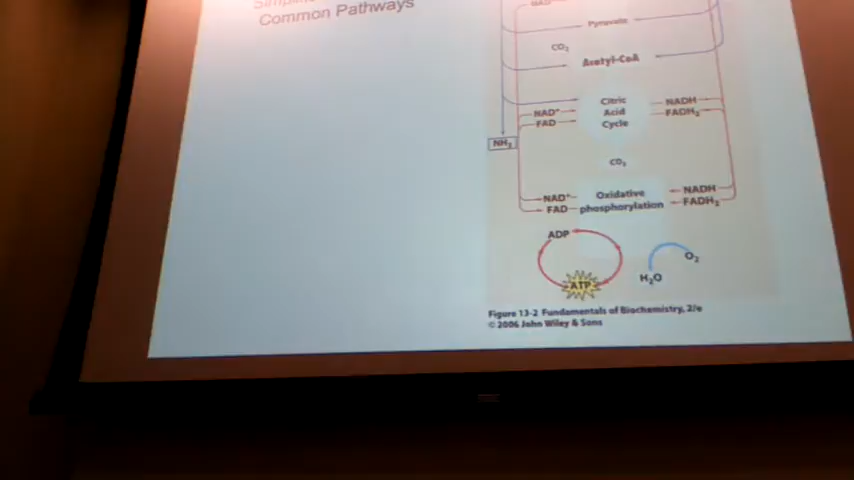 Common Pathways
Pyruvate
CO₂
Acetyl-CoA
Citric
Acid
Cycle
NAD⁺
FAD
NADH
FADH₂
NH₃
CO₂
NAD⁺
FAD
Oxidative
phosphorylation
NADH
FADH₂
ADP
ATP
H₂O
O₂
Figure 13-2 Fundamentals of Biochemistry, 2/e
© 2006 John Wiley & Sons